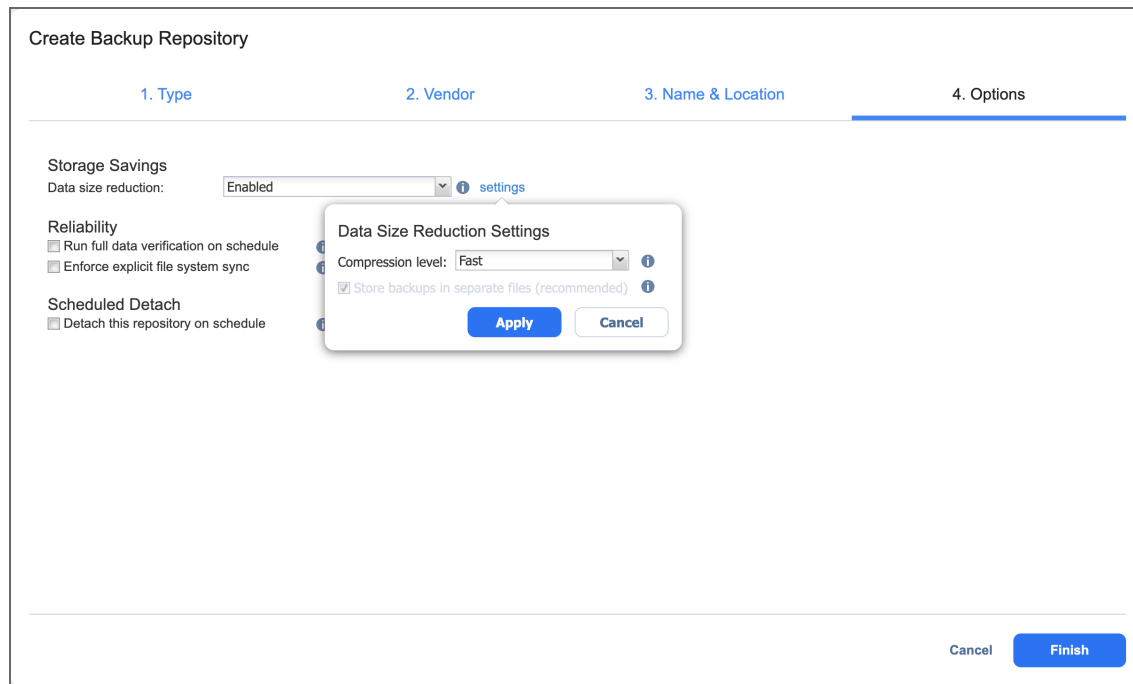 Create Backup Repository
1. Type
2. Vendor
3. Name & Location
4. Options
Storage Savings
Data size reduction: Enabled settings
Reliability
Run full data verification on schedule
Enforce explicit file system sync
Scheduled Detach
Detach this repository on schedule
Data Size Reduction Settings
Compression level: Fast
Store backups in separate files (recommended)
Apply Cancel
Cancel Finish